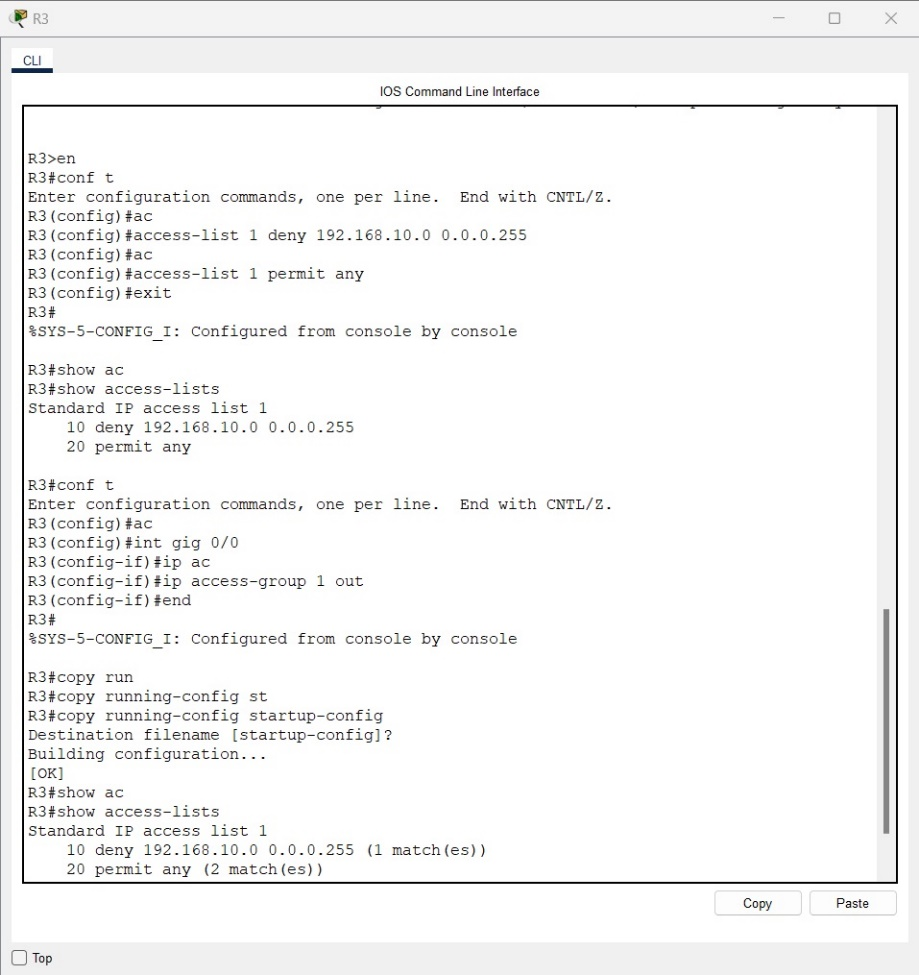 R3
CLI
IOS Command Line Interface
R3>en
R3#conf t
Enter configuration commands, one per line.  End with CNTL/Z.
R3(config)#ac
R3(config)#access-list 1 deny 192.168.10.0 0.0.0.255
R3(config)#ac
R3(config)#access-list 1 permit any
R3(config)#exit
R3#
%SYS-5-CONFIG_I: Configured from console by console
R3#show ac
R3#show access-lists
Standard IP access list 1
    10 deny 192.168.10.0 0.0.0.255
    20 permit any
R3#conf t
Enter configuration commands, one per line.  End with CNTL/Z.
R3(config)#ac
R3(config)#int gig 0/0
R3(config-if)#ip ac
R3(config-if)#ip access-group 1 out
R3(config-if)#end
R3#
%SYS-5-CONFIG_I: Configured from console by console
R3#copy run
R3#copy running-config st
R3#copy running-config startup-config
Destination filename [startup-config]?
Building configuration...
[OK]
R3#show ac
R3#show access-lists
Standard IP access list 1
    10 deny 192.168.10.0 0.0.0.255 (1 match(es))
    20 permit any (2 match(es))
Copy Paste
Top